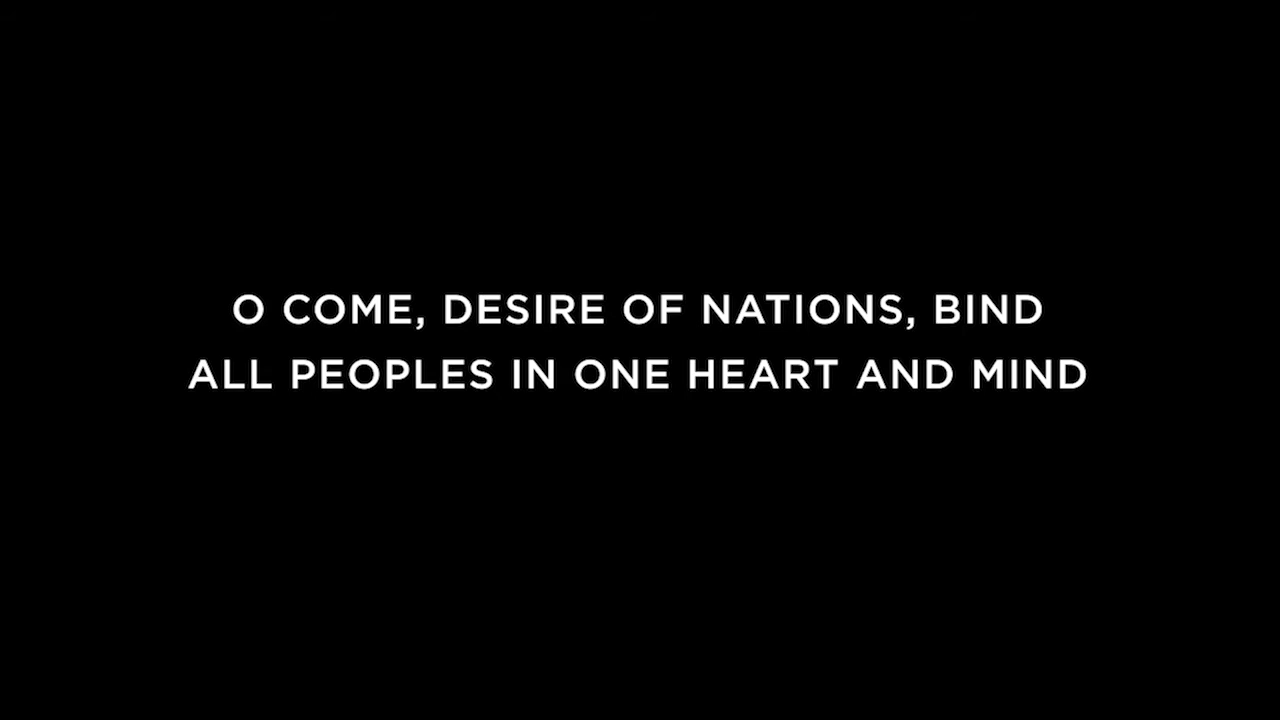 O COME, DESIRE OF NATIONS, BIND
ALL PEOPLES IN ONE HEART AND MIND